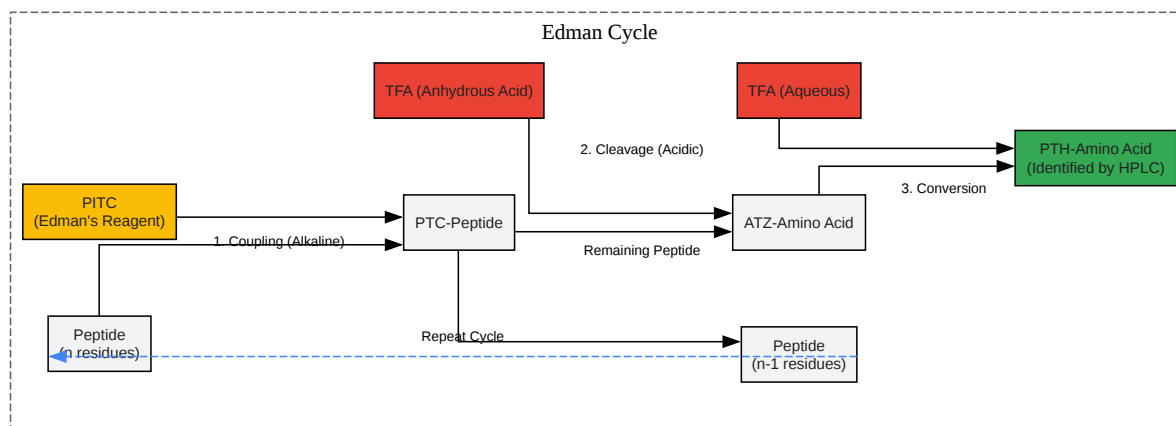 Edman Cycle
TFA (Anhydrous Acid)
TFA (Aqueous)
2. Cleavage (Acidic)
PTH-Amino Acid
(Identified by HPLC)
3. Conversion
PITC
(Edman's Reagent)
1. Coupling (Alkaline)
PTC-Peptide
ATZ-Amino Acid
Remaining Peptide
Peptide
(n residues)
Repeat Cycle
Peptide
(n-1 residues)